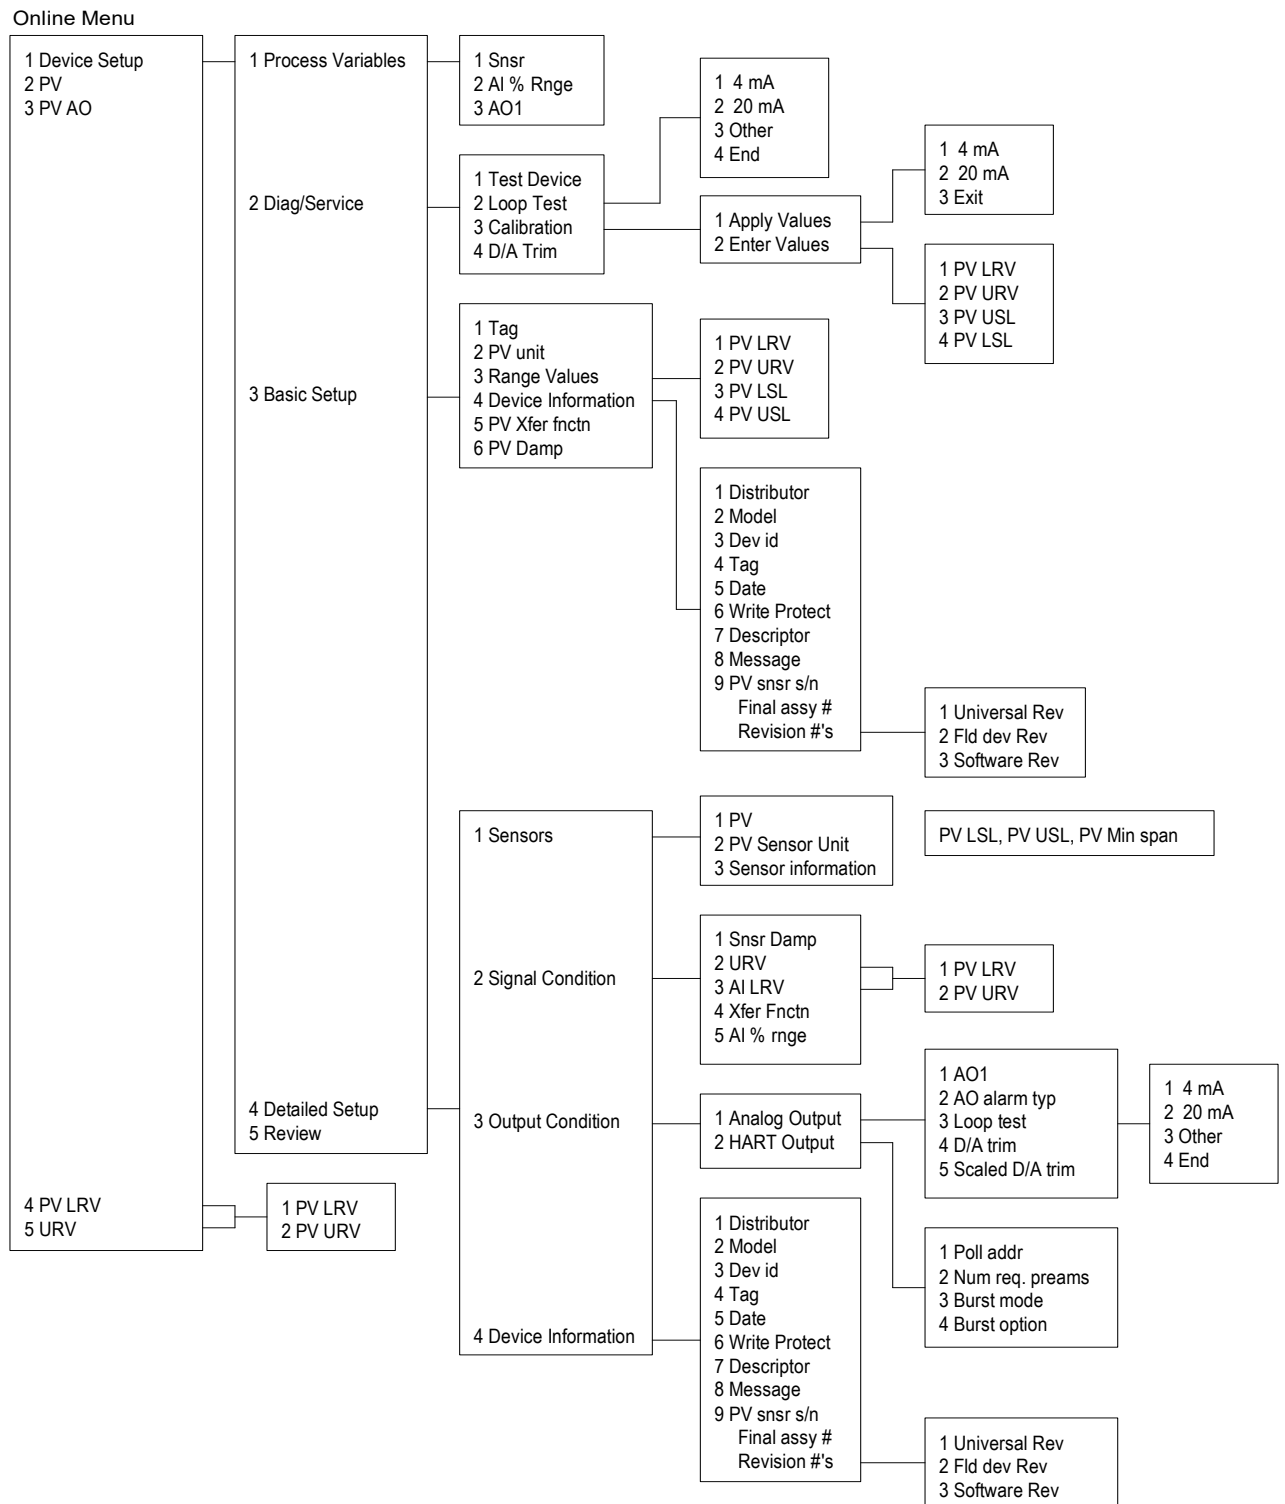 Online Menu
1 Device Setup
2 PV
3 PV AO
4 PV LRV
5 URV
1 PV LRV
2 PV URV
1 Process Variables
2 Diag/Service
3 Basic Setup
4 Detailed Setup
5 Review
1 Snsr
2 AI % Rnge
3 AO1
1 Test Device
2 Loop Test
3 Calibration
4 D/A Trim
1 4 mA
2 20 mA
3 Other
4 End
1 Apply Values
2 Enter Values
1 4 mA
2 20 mA
3 Exit
1 PV LRV
2 PV URV
3 PV USL
4 PV LSL
1 Tag
2 PV unit
3 Range Values
4 Device Information
5 PV Xfer fnctn
6 PV Damp
1 PV LRV
2 PV URV
3 PV LSL
4 PV USL
1 Distributor
2 Model
3 Dev id
4 Tag
5 Date
6 Write Protect
7 Descriptor
8 Message
9 PV snsr s/n
Final assy #
Revision #'s
1 Universal Rev
2 Fld dev Rev
3 Software Rev
1 Sensors
2 Signal Condition
3 Output Condition
4 Device Information
1 PV
2 PV Sensor Unit
3 Sensor information
PV LSL, PV USL, PV Min span
1 Snsr Damp
2 URV
3 AI LRV
4 Xfer Fnctn
5 AI % rnge
1 PV LRV
2 PV URV
1 Analog Output
2 HART Output
1 AO1
2 AO alarm typ
3 Loop test
4 D/A trim
5 Scaled D/A trim
1 4 mA
2 20 mA
3 Other
4 End
1 Poll addr
2 Num req. preams
3 Burst mode
4 Burst option
1 Distributor
2 Model
3 Dev id
4 Tag
5 Date
6 Write Protect
7 Descriptor
8 Message
9 PV snsr s/n
Final assy #
Revision #'s
1 Universal Rev
2 Fld dev Rev
3 Software Rev